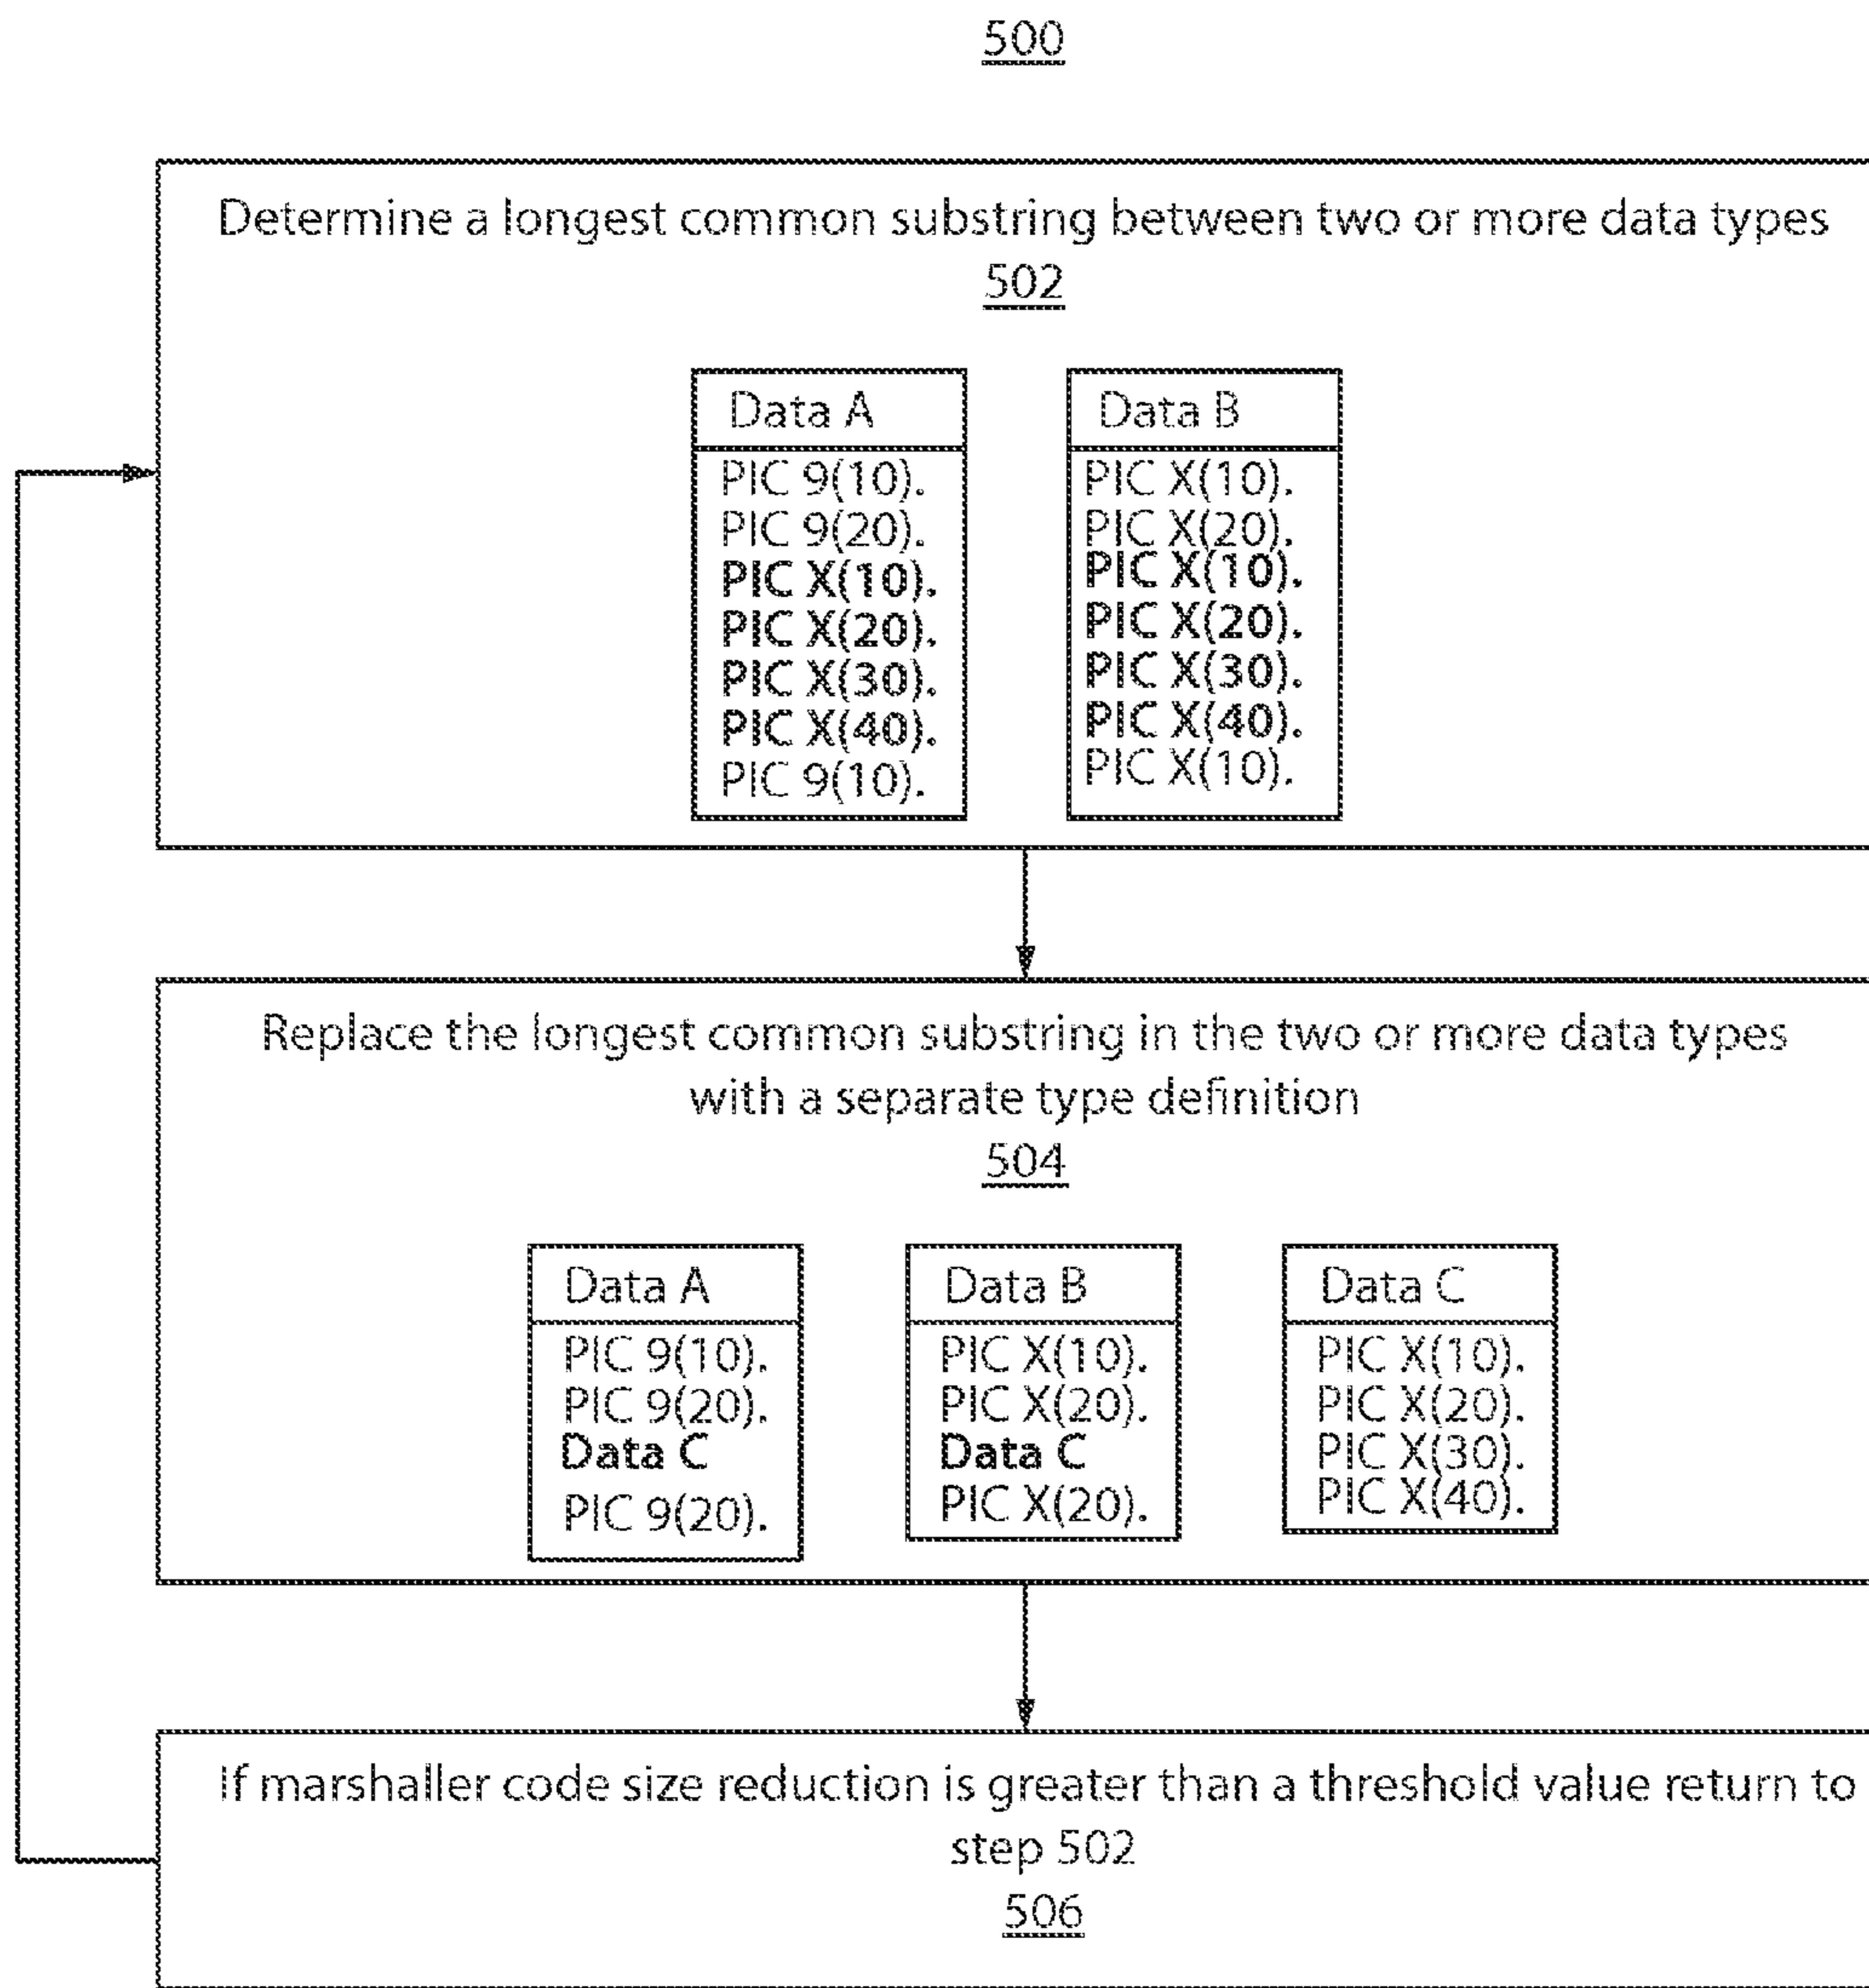 500
Determine a longest common substring between two or more data types
502
Data A
PIC 9(10).
PIC 9(20).
PIC X(10).
PIC X(20).
PIC X(30).
PIC X(40).
PIC 9(10).
Data B
PIC X(10).
PIC X(20).
PIC X(10).
PIC X(20).
PIC X(30).
PIC X(40).
PIC X(10).
Replace the longest common substring in the two or more data types
with a separate type definition
504
Data A
PIC 9(10).
PIC 9(20).
Data C
PIC 9(20).
Data B
PIC X(10).
PIC X(20).
Data C
PIC X(20).
Data C
PIC X(10).
PIC X(20).
PIC X(30).
PIC X(40).
If marshaller code size reduction is greater than a threshold value return to
step 502
506